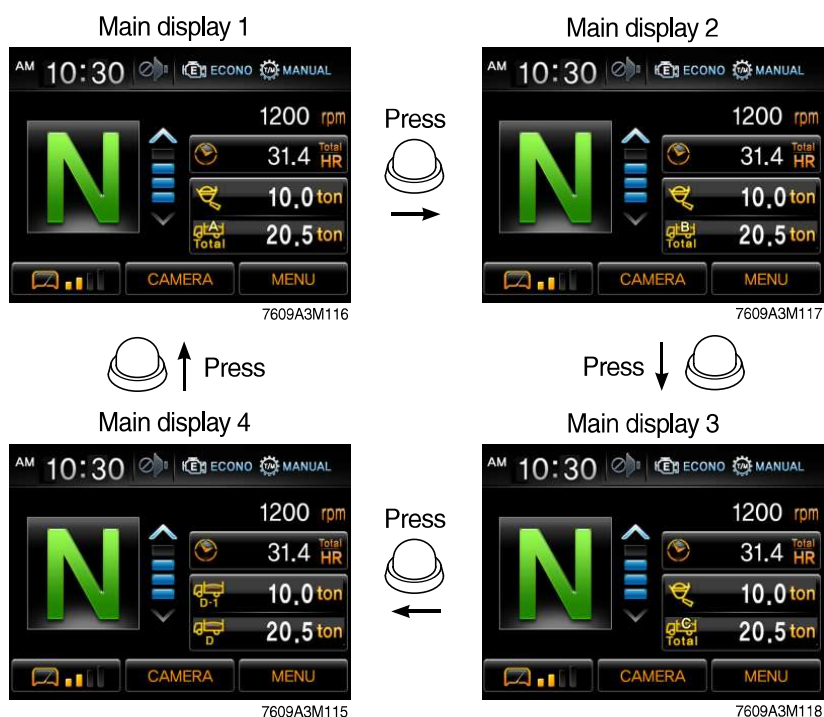 Main display 1
AM 10:30 ECONO T/M MANUAL
N
1200 rpm
31.4 Total HR
10.0 ton
A Total 20.5 ton
CAMERA MENU
7609A3M116
Press
Main display 2
AM 10:30 E ECONO T/M MANUAL
N
1200 rpm
31.4 Total HR
10.0 ton
B Total 20.5 ton
CAMERA MENU
7609A3M117
Press
Press
Main display 4
AM 10:30 E ECONO T/M MANUAL
N
1200 rpm
31.4 Total HR
D-1 10.0 ton
D 20.5 ton
CAMERA MENU
7609A3M115
Press
Main display 3
AM 10:30 E ECONO T/M MANUAL
N
1200 rpm
31.4 Total HR
10.0 ton
C Total 20.5 ton
CAMERA MENU
7609A3M118